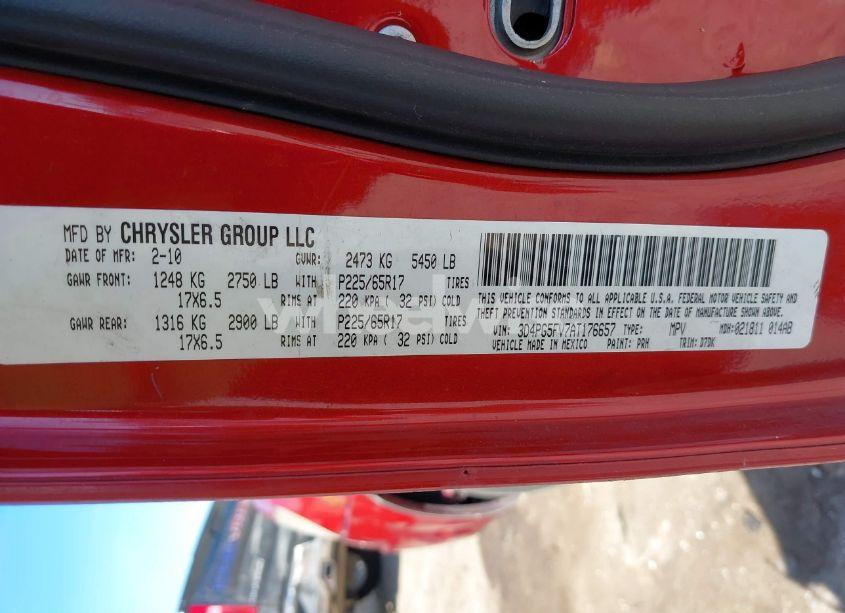 MFD BY CHRYSLER GROUP LLC
DATE OF MFR: 2-10 GVWR: 2473 KG 5450 LB
GAWR FRONT: 1248 KG 2750 LB WITH P225/65R17 TIRES
17X6.5 RIMS AT 220 KPA ( 32 PSI) COLD
GAWR REAR: 1316 KG 2900 LB WITH P225/65R17 TIRES
17X6.5 RIMS AT 220 KPA ( 32 PSI) COLD
THIS VEHICLE CONFORMS TO ALL APPLICABLE U.S.A. FEDERAL MOTOR VEHICLE SAFETY AND
THEFT PREVENTION STANDARDS IN EFFECT ON THE DATE OF MANUFACTURE SHOWN ABOVE.
VIN: 3D4PG5FV7AT176657 TYPE: MPV MDH:021811 014AB
VEHICLE MADE IN MEXICO PAINT: PRH TRIM: D7DK